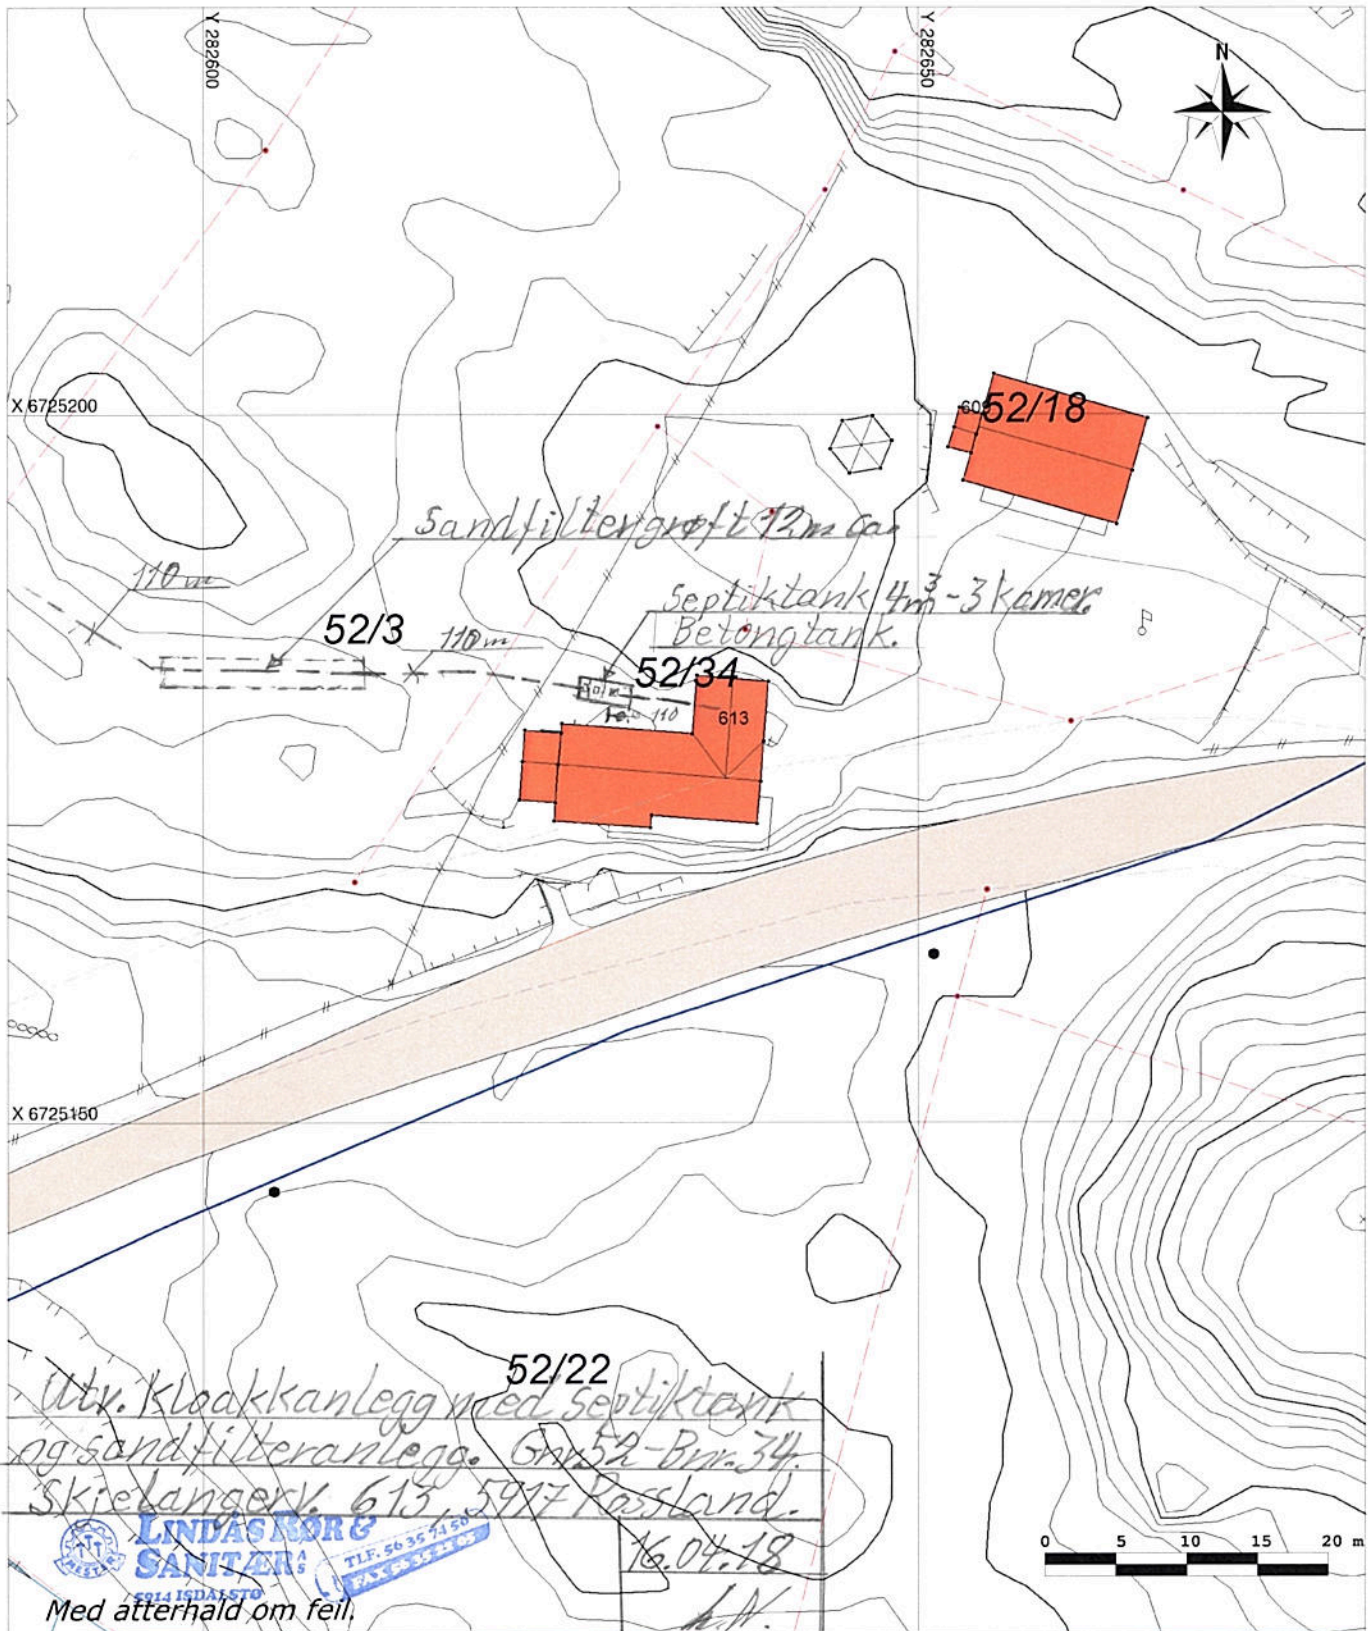 Y 282600
Y 282650
N
X 6725200
52/18
Sandfiltergrøft 12m ca.
110 m
Septiktank 4m³-3 kamer.
Betongtank.
52/3
110 m
52/34
110
613
X 6725150
52/22
Utv. Kloakkanlegg med septiktank
og sandfilteranlegg. Gnr.52-Bnr.34.
Skjelangerv. 613, 5917 Rossland.
LINDÅS RØR &
SANITÆR AS
5914 ISDALSTØ
MESTER
TLF. 56 35 74 50
16.04.18
Med atterhald om feil.
0 5 10 15 20 m